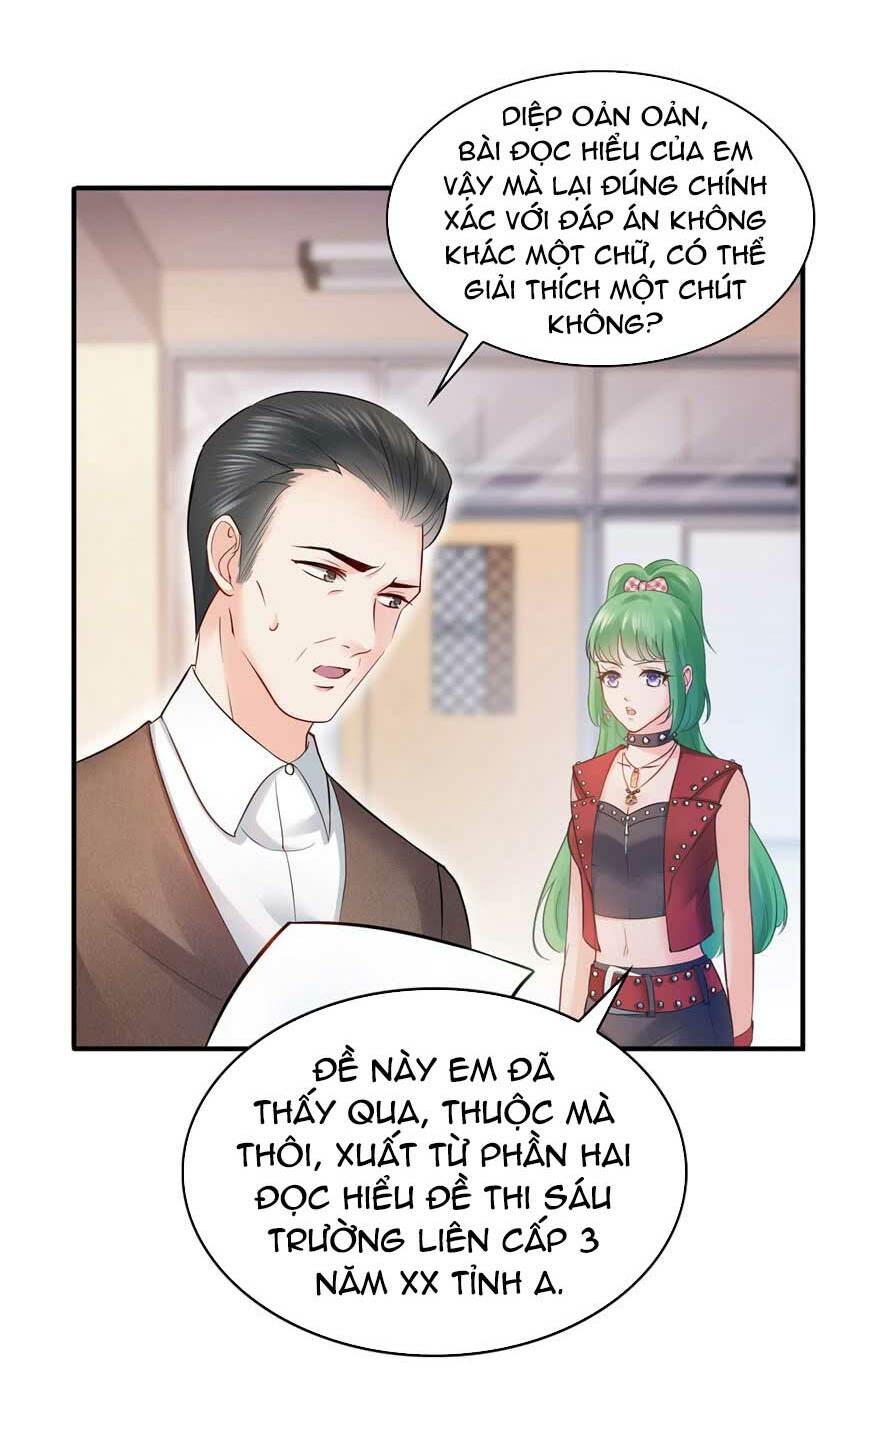 DIỆP OẢN OẢN,
BÀI ĐỌC HIỂU CỦA EM
VẬY MÀ LẠI ĐÚNG CHÍNH
XÁC VỚI ĐÁP ÁN KHÔNG
KHÁC MỘT CHỮ, CÓ THỂ
GIẢI THÍCH MỘT CHÚT
KHÔNG?
ĐỀ NÀY EM ĐÃ
THẤY QUA, THUỘC MÀ
THÔI, XUẤT TỪ PHẦN HAI
ĐỌC HIỂU ĐỀ THI SÁU
TRƯỜNG LIÊN CẤP 3
NĂM XX TỈNH A.